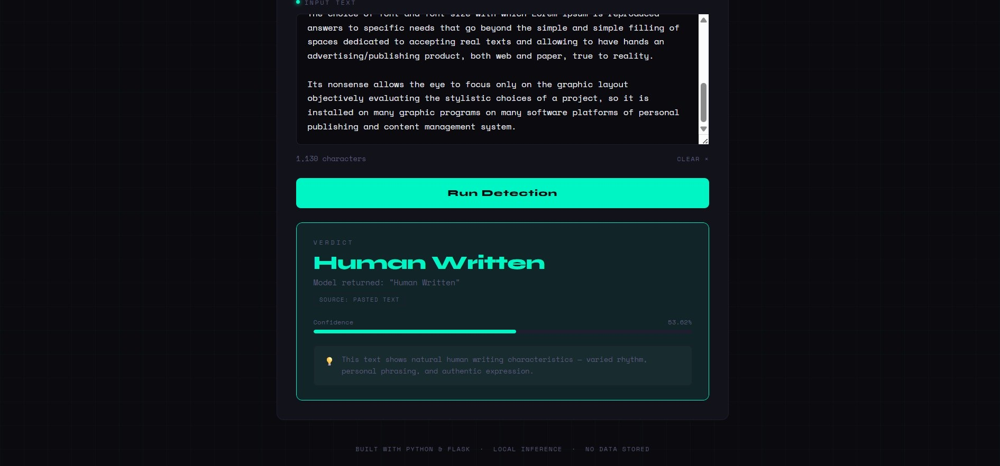 INPUT TEXT
The choice of font and font size with which Lorem ipsum is reproduced
answers to specific needs that go beyond the simple and simple filling of
spaces dedicated to accepting real texts and allowing to have hands an
advertising/publishing product, both web and paper, true to reality.
Its nonsense allows the eye to focus only on the graphic layout
objectively evaluating the stylistic choices of a project, so it is
installed on many graphic programs on many software platforms of personal
publishing and content management system.
1,130 characters
CLEAR ×
Run Detection
VERDICT
Human Written
Model returned: "Human Written"
SOURCE: PASTED TEXT
Confidence
53.62%
This text shows natural human writing characteristics — varied rhythm,
personal phrasing, and authentic expression.
BUILT WITH PYTHON & FLASK · LOCAL INFERENCE · NO DATA STORED